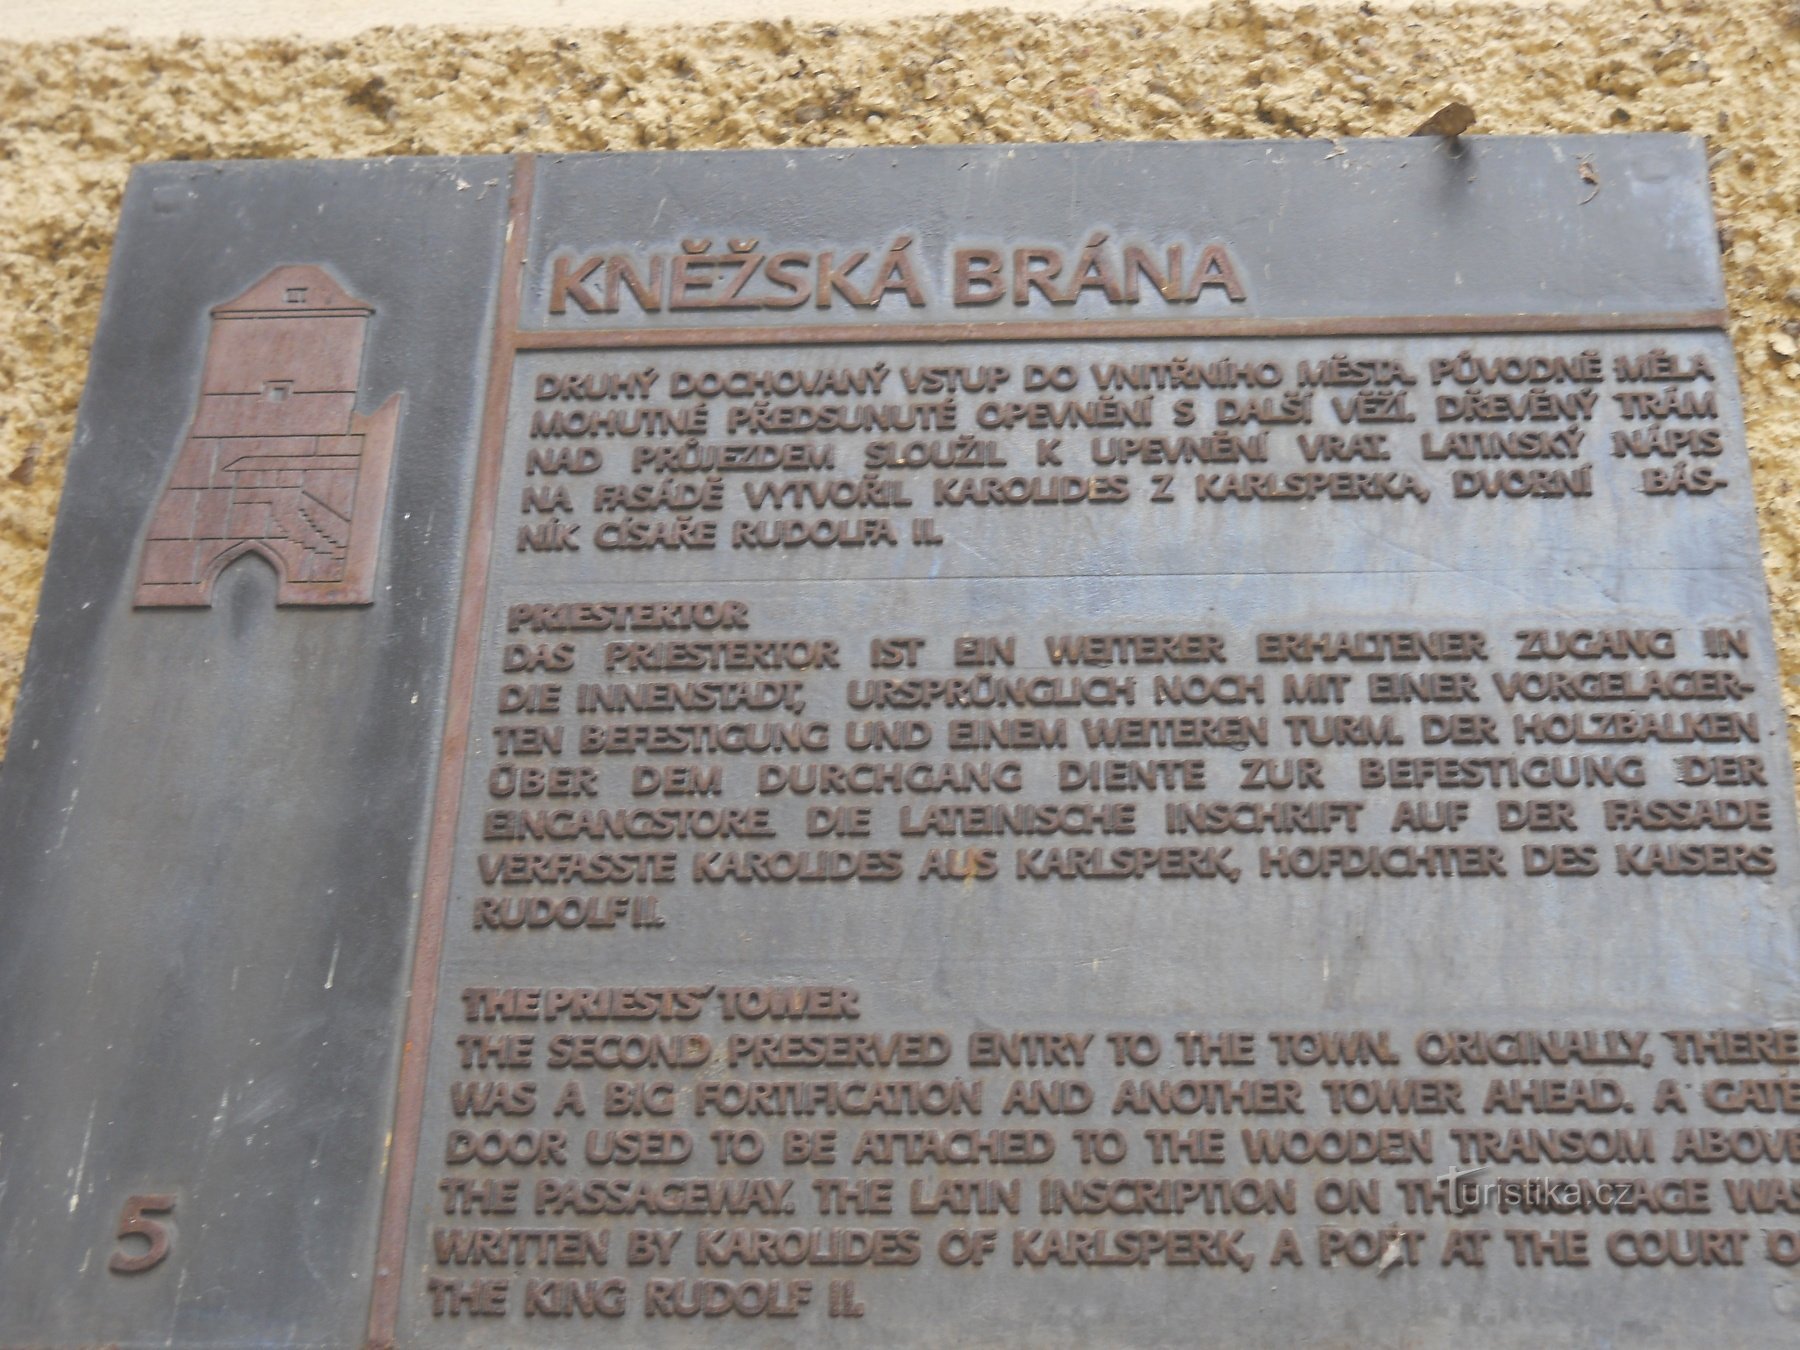 KNĚŽSKÁ BRÁNA
DRUHÝ DOCHOVANÝ VSTUP DO VNITŘNÍHO MĚSTA. PŮVODNĚ MĚLA
MOHUTNÉ PŘEDSUNUTÉ OPEVNĚNÍ S DALŠÍ VĚŽÍ. DŘEVĚNÝ TRÁM
NAD PRŮJEZDEM SLOUŽIL K UPEVNĚNÍ VRAT. LATINSKÝ NÁPIS
NA FASÁDĚ VYTVOŘIL KAROLIDES Z KARLSPERKA, DVORNÍ BÁS-
NÍK CÍSAŘE RUDOLFA II.
PRIESTERTOR
DAS PRIESTERTOR IST EIN WEITERER ERHALTENER ZUGANG IN
DIE INNENSTADT, URSPRÜNGLICH NOCH MIT EINER VORGELAGER-
TEN BEFESTIGUNG UND EINEM WEITEREN TURM. DER HOLZBALKEN
ÜBER DEM DURCHGANG DIENTE ZUR BEFESTIGUNG DER
EINGANGSTORE. DIE LATEINISCHE INSCHRIFT AUF DER FASSADE
VERFASSTE KAROLIDES AUS KARLSPERK, HOFDICHTER DES KAISERS
RUDOLF II.
THE PRIESTS´ TOWER
THE SECOND PRESERVED ENTRY TO THE TOWN. ORIGINALLY, THERE
WAS A BIG FORTIFICATION AND ANOTHER TOWER AHEAD. A GATE
DOOR USED TO BE ATTACHED TO THE WOODEN TRANSOM ABOVE
THE PASSAGEWAY. THE LATIN INSCRIPTION ON THE WAS
WRITTEN BY KAROLIDES OF KARLSPERK, A POET AT THE COURT
THE KING RUDOLF II.
5
Turistika.cz